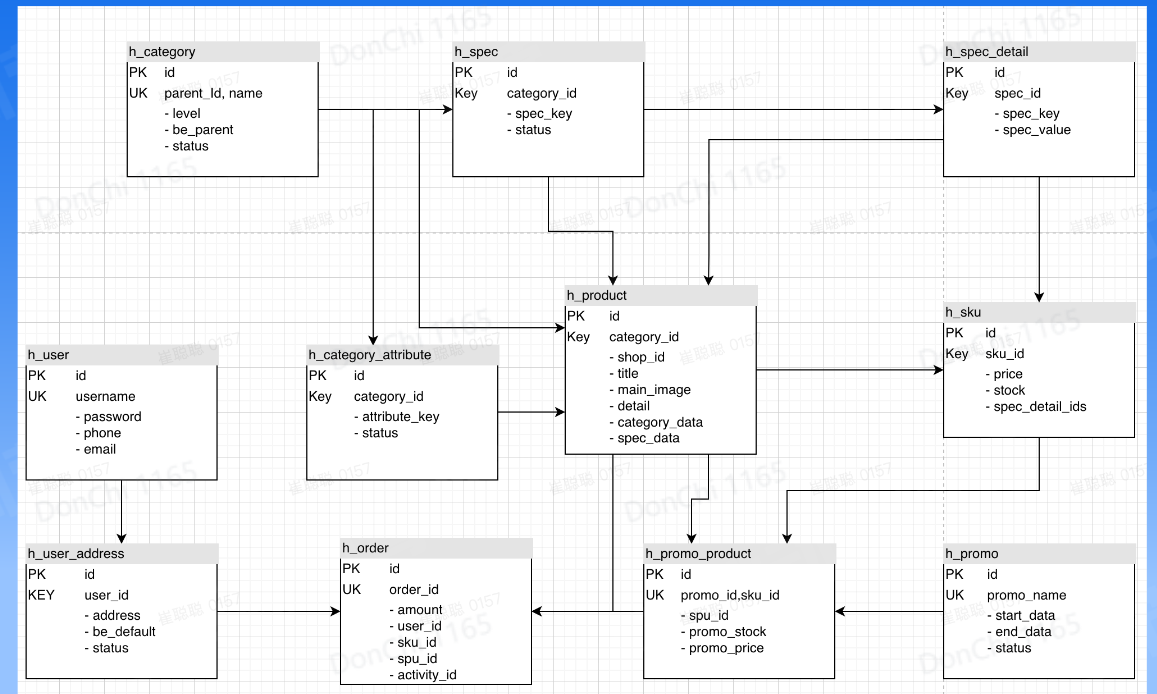 h_category
PK id
UK parent_Id, name
- level
- be_parent
- status
h_spec
PK id
Key category_id
- spec_key
- status
h_spec_detail
PK id
Key spec_id
- spec_key
- spec_value
h_product
PK id
Key category_id
- shop_id
- title
- main_image
- detail
- category_data
- spec_data
h_sku
PK id
Key sku_id
- price
- stock
- spec_detail_ids
h_user
PK id
UK username
- password
- phone
- email
h_category_attribute
PK id
Key category_id
- attribute_key
- status
h_user_address
PK id
KEY user_id
- address
- be_default
- status
h_order
PK id
UK order_id
- amount
- user_id
- sku_id
- spu_id
- activity_id
h_promo_product
PK id
UK promo_id,sku_id
- spu_id
- promo_stock
- promo_price
h_promo
PK id
UK promo_name
- start_data
- end_data
- status
DonChi 1165
崔聪聪 0157